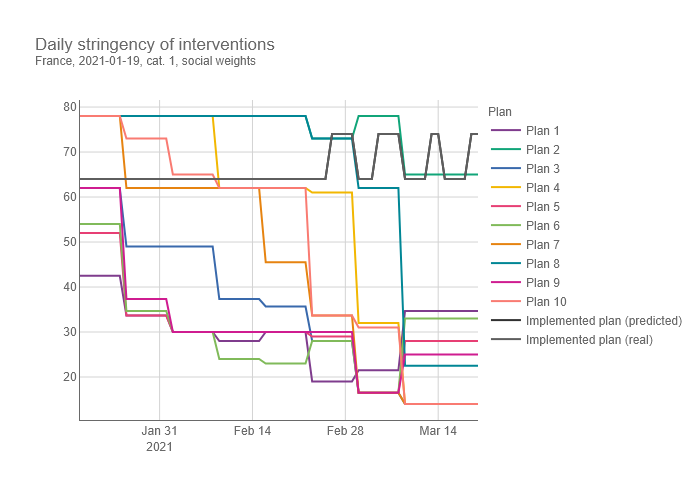 Daily stringency of interventions
France, 2021-01-19, cat. 1, social weights
80
70
60
50
40
30
20
Jan 31
2021
Feb 14
Feb 28
Mar 14
Plan
Plan 1
Plan 2
Plan 3
Plan 4
Plan 5
Plan 6
Plan 7
Plan 8
Plan 9
Plan 10
Implemented plan (predicted)
Implemented plan (real)